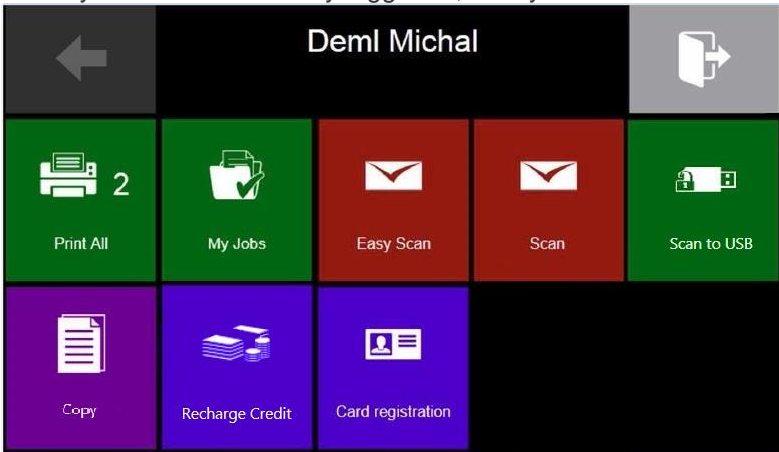 Deml Michal
2
Print All
My Jobs
Easy Scan
Scan
Scan to USB
Copy
Recharge Credit
Card registration